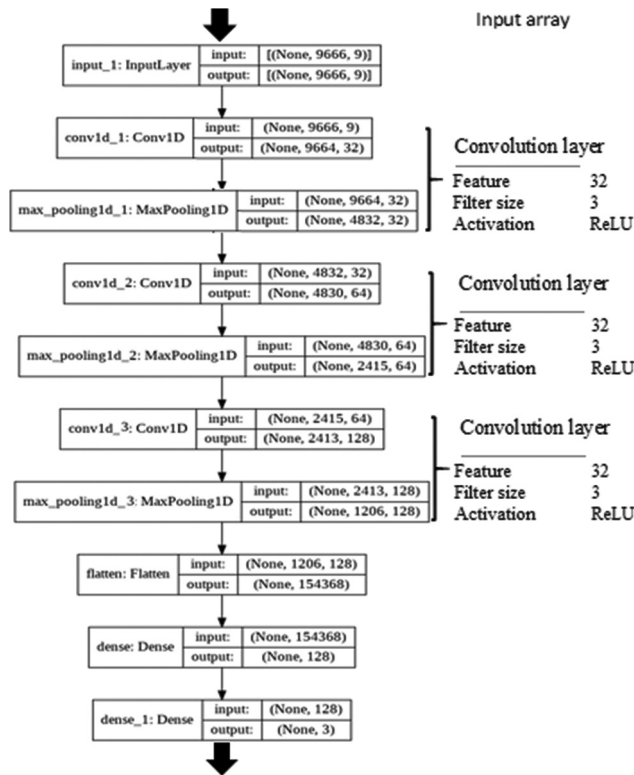 Input array
input_1: InputLayer
input: [(None, 9666, 9)]
output: [(None, 9666, 9)]
conv1d_1: Conv1D
input: (None, 9666, 9)
output: (None, 9664, 32)
max_pooling1d_1: MaxPooling1D
input: (None, 9664, 32)
output: (None, 4832, 32)
Convolution layer
Feature 32
Filter size 3
Activation ReLU
conv1d_2: Conv1D
input: (None, 4832, 32)
output: (None, 4830, 64)
max_pooling1d_2: MaxPooling1D
input: (None, 4830, 64)
output: (None, 2415, 64)
Convolution layer
Feature 32
Filter size 3
Activation ReLU
conv1d_3: Conv1D
input: (None, 2415, 64)
output: (None, 2413, 128)
max_pooling1d_3: MaxPooling1D
input: (None, 2413, 128)
output: (None, 1206, 128)
Convolution layer
Feature 32
Filter size 3
Activation ReLU
flatten: Flatten
input: (None, 1206, 128)
output: (None, 154368)
dense: Dense
input: (None, 154368)
output: (None, 128)
dense_1: Dense
input: (None, 128)
output: (None, 3)